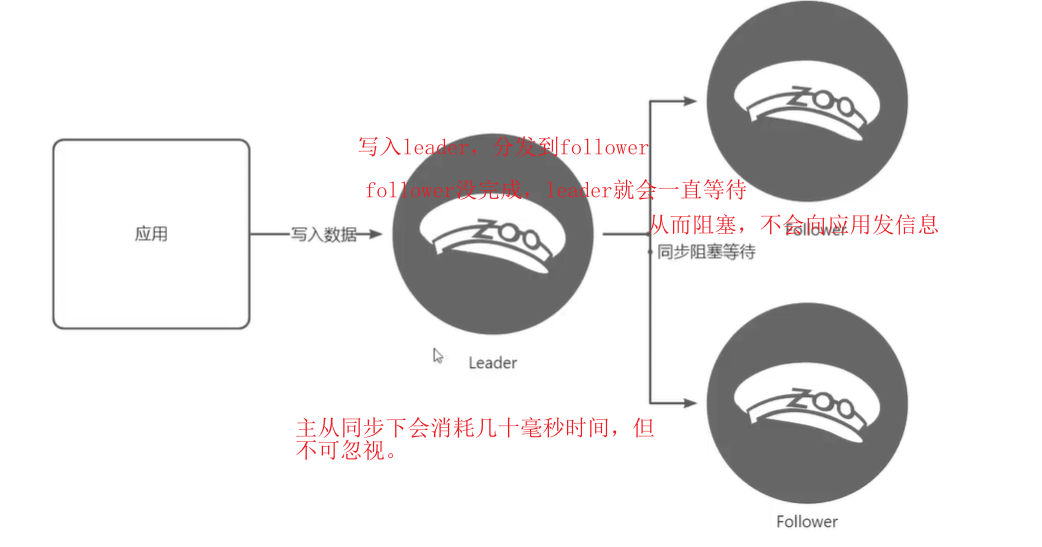 ZOO
写入leader，分发到follower
follower没完成，leader就会一直等待
从而阻塞，不会向应用发信息
Follower
应用
写入数据
ZOO
同步阻塞等待
Leader
ZOO
主从同步下会消耗几十毫秒时间，但
不可忽视。
Follower